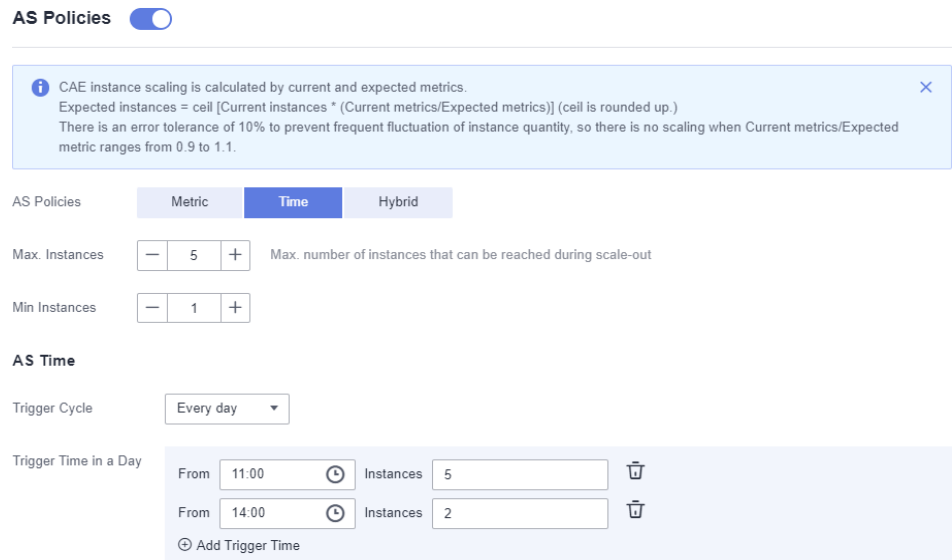 AS Policies
CAE instance scaling is calculated by current and expected metrics.
Expected instances = ceil [Current instances * (Current metrics/Expected metrics)] (ceil is rounded up.)
There is an error tolerance of 10% to prevent frequent fluctuation of instance quantity, so there is no scaling when Current metrics/Expected
metric ranges from 0.9 to 1.1.
AS Policies Metric Time Hybrid
Max. Instances 5 Max. number of instances that can be reached during scale-out
Min Instances 1
AS Time
Trigger Cycle Every day
Trigger Time in a Day
From 11:00 Instances 5
From 14:00 Instances 2
Add Trigger Time